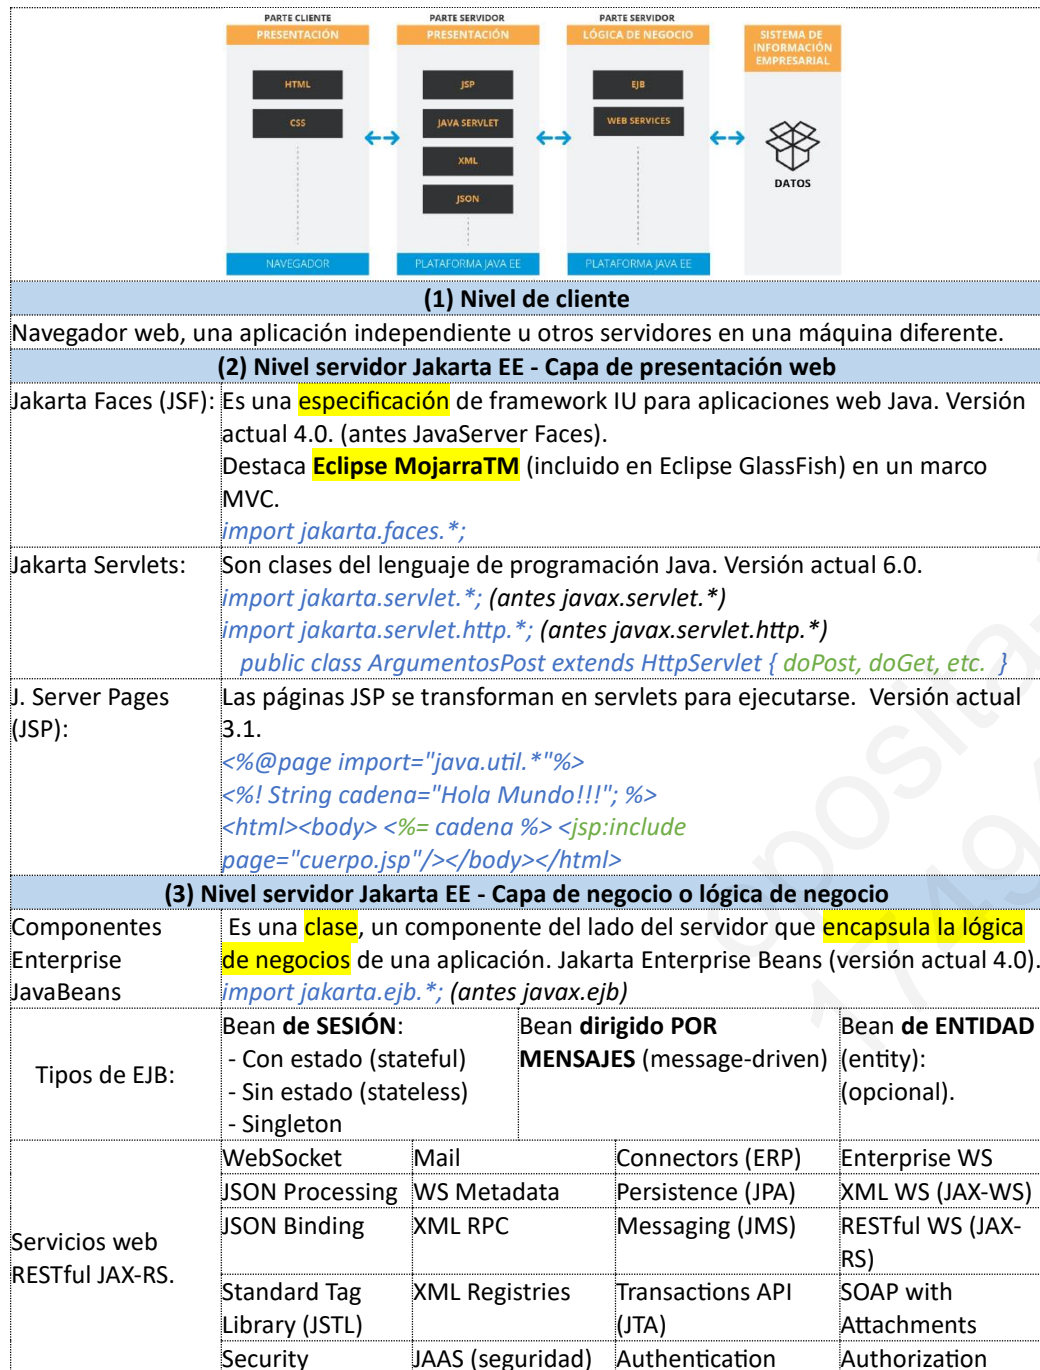 PARTE CLIENTE PARTE SERVIDOR PARTE SERVIDOR
PRESENTACIÓN PRESENTACIÓN LÓGICA DE NEGOCIO SISTEMA DE
INFORMACIÓN
EMPRESARIAL
HTML JSP EJB
CSS JAVA SERVLET WEB SERVICES
XML
DATOS
JSON
NAVEGADOR PLATAFORMA JAVA EE PLATAFORMA JAVA EE
(1) Nivel de cliente
Navegador web, una aplicación independiente u otros servidores en una máquina diferente.
(2) Nivel servidor Jakarta EE - Capa de presentación web
Jakarta Faces (JSF): Es una especificación de framework IU para aplicaciones web Java. Versión
actual 4.0. (antes JavaServer Faces).
Destaca Eclipse MojarraTM (incluido en Eclipse GlassFish) en un marco
MVC.
import jakarta.faces.*;
Jakarta Servlets: Son clases del lenguaje de programación Java. Versión actual 6.0.
import jakarta.servlet.*; (antes javax.servlet.*)
import jakarta.servlet.http.*; (antes javax.servlet.http.*)
public class ArgumentosPost extends HttpServlet { doPost, doGet, etc. }
J. Server Pages Las páginas JSP se transforman en servlets para ejecutarse. Versión actual
(JSP): 3.1.
<%@page import="java.util.*"%>
<%! String cadena="Hola Mundo!!!"; %>
<html><body> <%= cadena %> <jsp:include
page="cuerpo.jsp"/></body></html>
(3) Nivel servidor Jakarta EE - Capa de negocio o lógica de negocio
Componentes Es una clase, un componente del lado del servidor que encapsula la lógica
Enterprise de negocios de una aplicación. Jakarta Enterprise Beans (versión actual 4.0).
JavaBeans import jakarta.ejb.*; (antes javax.ejb)
Tipos de EJB:
Bean de SESIÓN:
- Con estado (stateful)
- Sin estado (stateless)
- Singleton
Bean dirigido POR
MENSAJES (message-driven)
Bean de ENTIDAD
(entity):
(opcional).
Servicios web
RESTful JAX-RS.
WebSocket Mail Connectors (ERP) Enterprise WS
JSON Processing WS Metadata Persistence (JPA) XML WS (JAX-WS)
JSON Binding XML RPC Messaging (JMS) RESTful WS (JAX-
RS)
Standard Tag XML Registries Transactions API SOAP with
Library (JSTL) (JTA) Attachments
Security JAAS (seguridad) Authentication Authorization